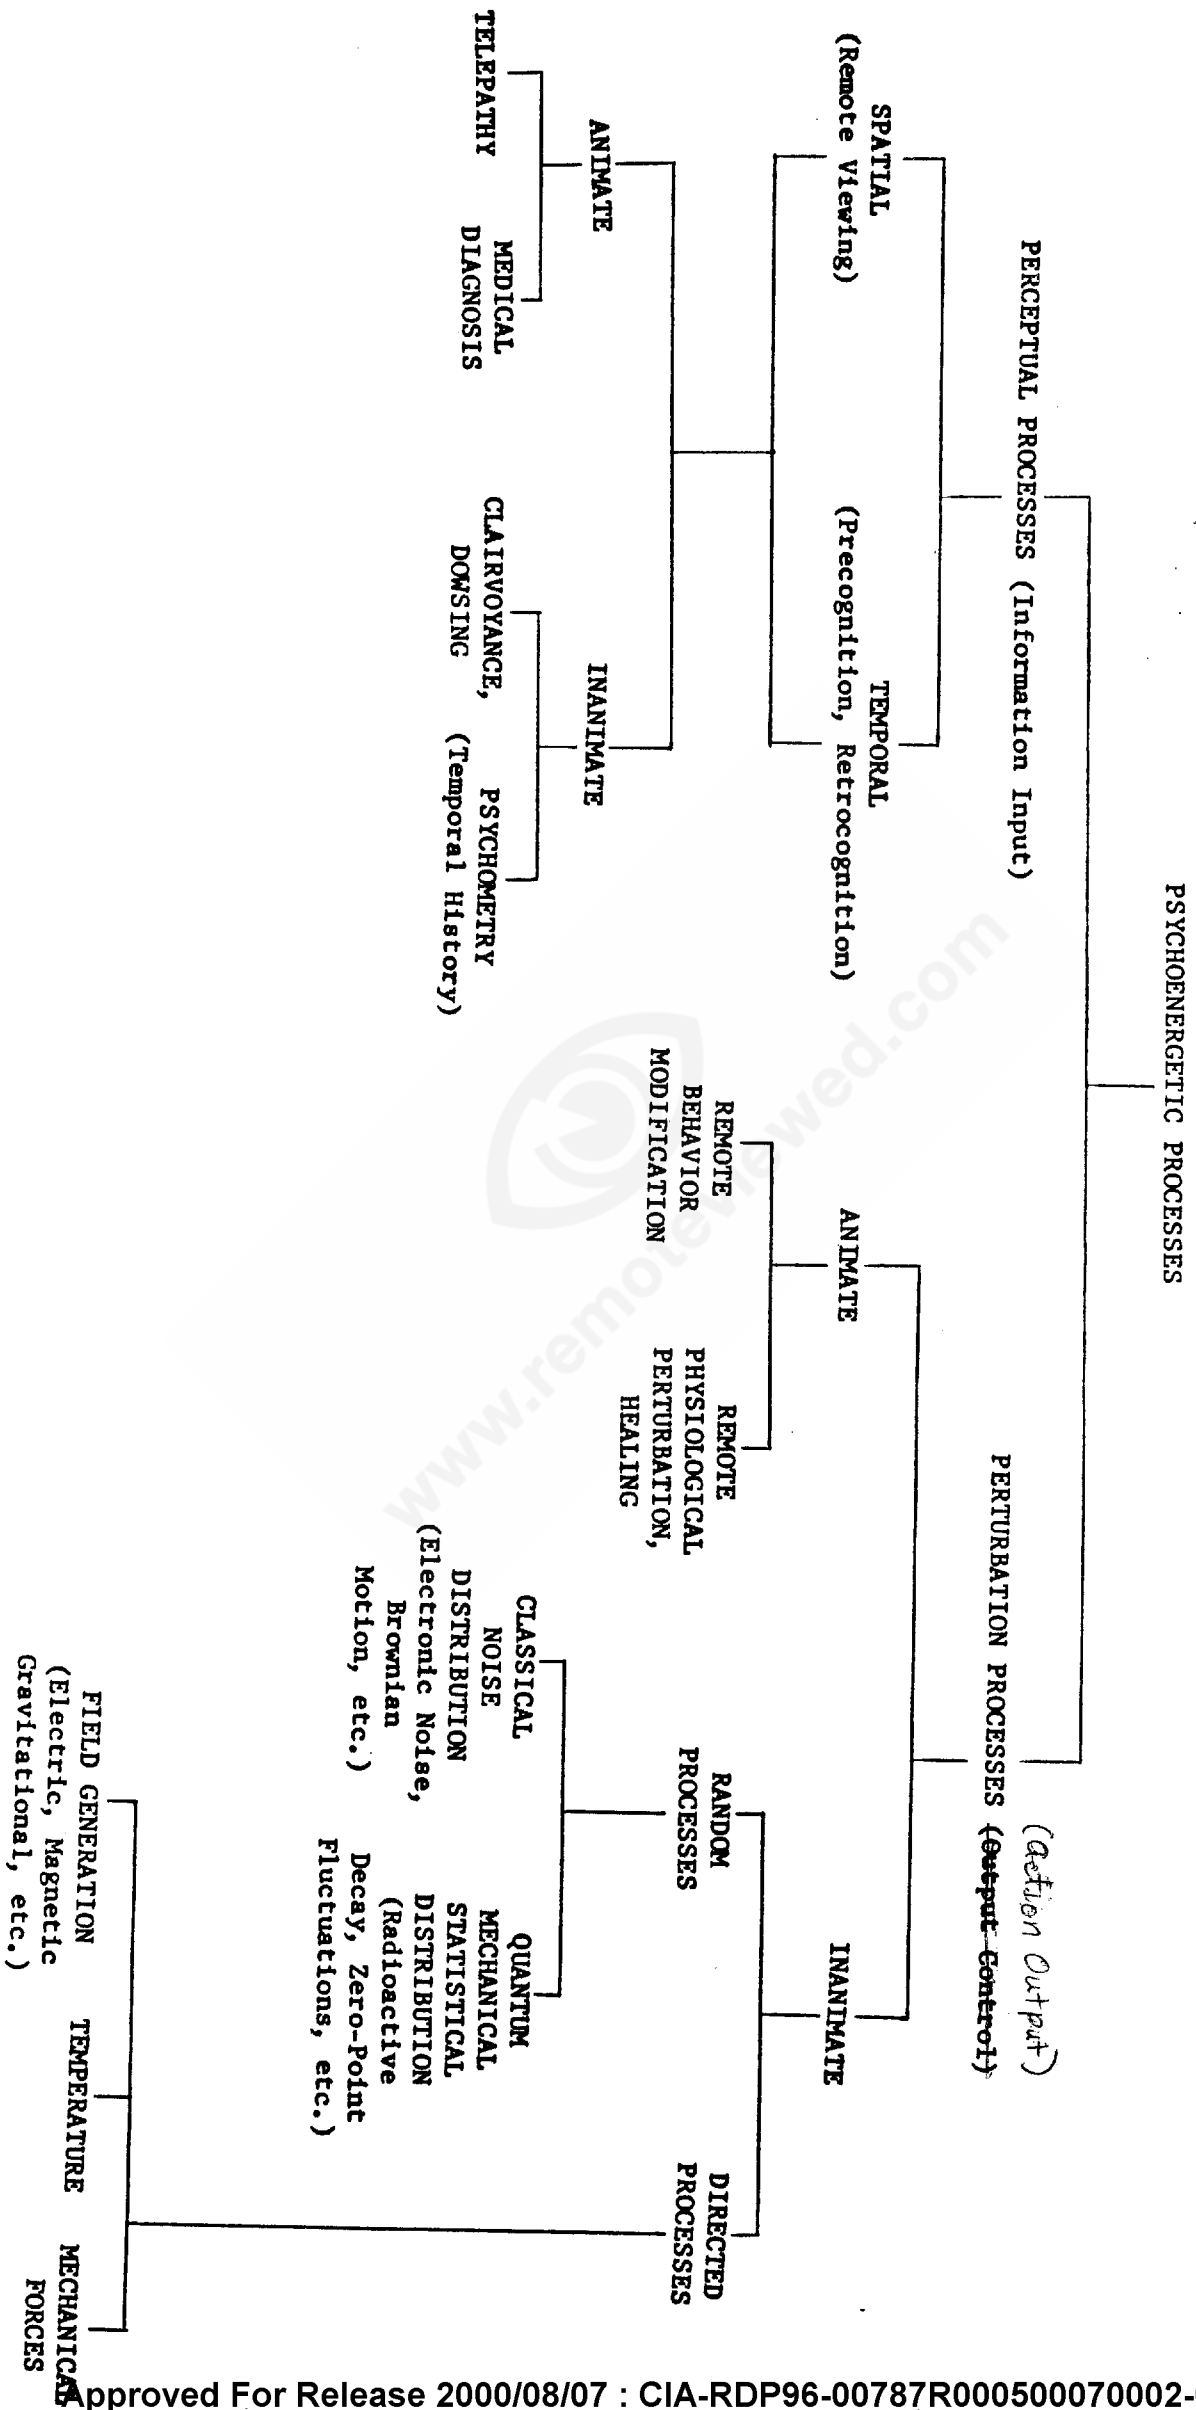 PSYCHOENERGETIC PROCESSES
PERCEPTUAL PROCESSES (Information Input)
PERTURBATION PROCESSES (Output Control)
(action Output)
SPATIAL
(Remote Viewing)
TEMPORAL
(Precognition, Retrocognition)
ANIMATE
TELEPATHY
MEDICAL
DIAGNOSIS
INANIMATE
CLAIRVOYANCE,
DOWSING
PSYCHOMETRY
(Temporal History)
ANIMATE
REMOTE
BEHAVIOR
MODIFICATION
REMOTE
PHYSIOLOGICAL
PERTURBATION,
HEALING
INANIMATE
RANDOM
PROCESSES
CLASSICAL
NOISE
DISTRIBUTION
(Electronic Noise,
Brownian
Motion, etc.)
QUANTUM
MECHANICAL
STATISTICAL
DISTRIBUTION
(Radioactive
Decay, Zero-Point
Fluctuations, etc.)
DIRECTED
PROCESSES
FIELD GENERATION
(Electric, Magnetic
Gravitational, etc.)
TEMPERATURE
MECHANICAL
FORCES
www.remoteviewed.com
Approved For Release 2000/08/07 : CIA-RDP96-00787R000500070002-